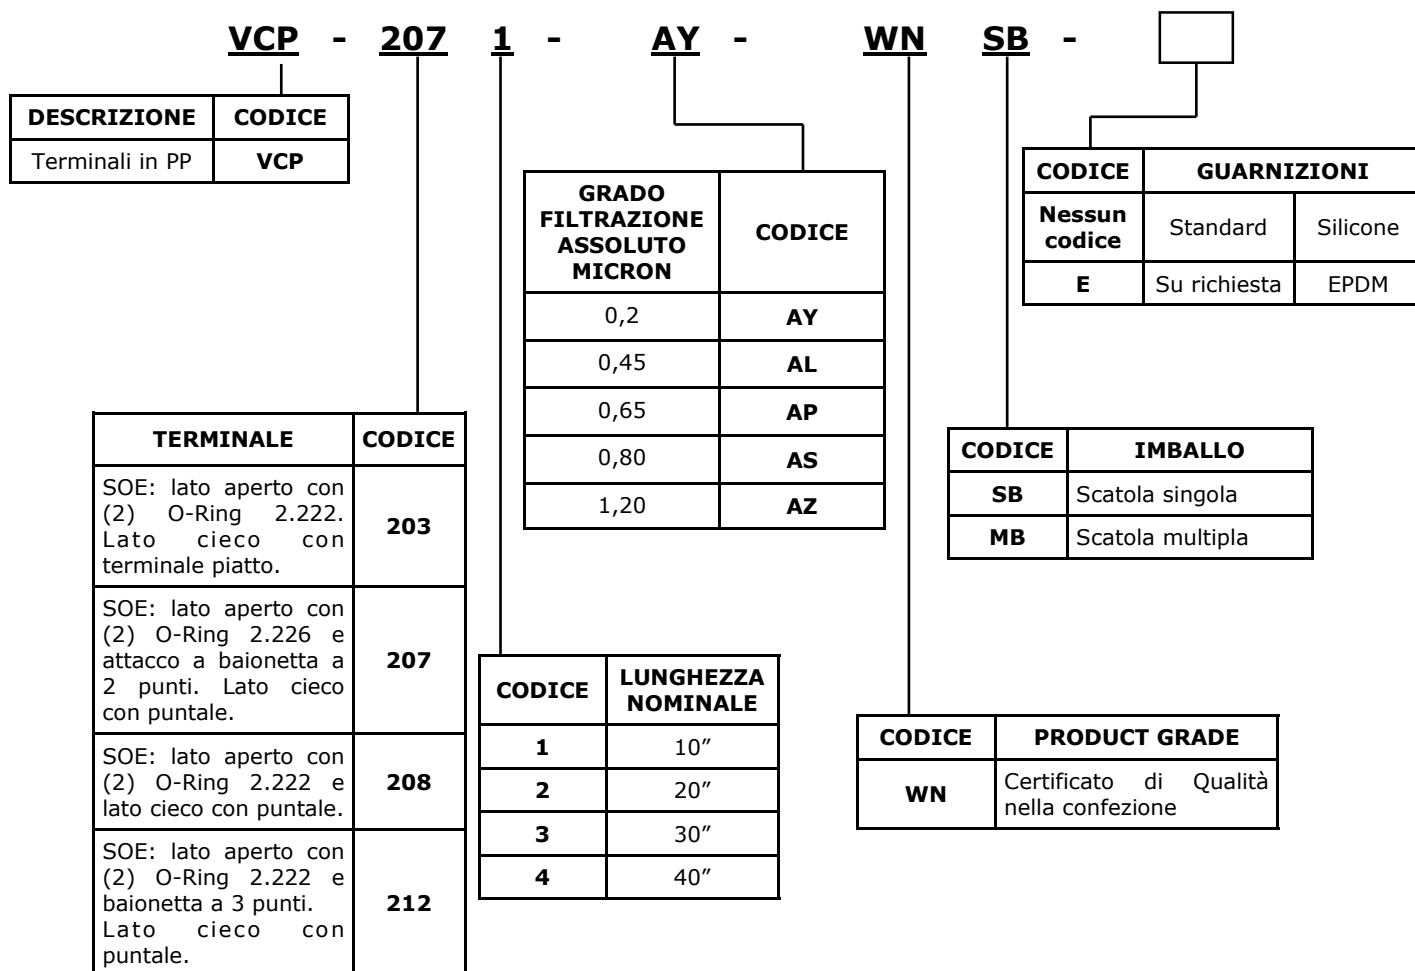 VCP - 207 1 - AY - WN SB -
DESCRIZIONE CODICE
Terminali in PP VCP
GRADO
FILTRAZIONE
ASSOLUTO
MICRON
CODICE
0,2 AY
0,45 AL
0,65 AP
0,80 AS
1,20 AZ
CODICE GUARNIZIONI
Nessun
codice
Standard Silicone
E Su richiesta EPDM
TERMINALE CODICE
SOE: lato aperto con
(2) O-Ring 2.222.
Lato cieco con
terminale piatto.
203
SOE: lato aperto con
(2) O-Ring 2.226 e
attacco a baionetta a
2 punti. Lato cieco
con puntale.
207
SOE: lato aperto con
(2) O-Ring 2.222 e
lato cieco con puntale.
208
SOE: lato aperto con
(2) O-Ring 2.222 e
baionetta a 3 punti.
Lato cieco con
puntale.
212
CODICE LUNGHEZZA
NOMINALE
1 10″
2 20″
3 30″
4 40″
CODICE IMBALLO
SB Scatola singola
MB Scatola multipla
CODICE PRODUCT GRADE
WN
Certificato di Qualità
nella confezione